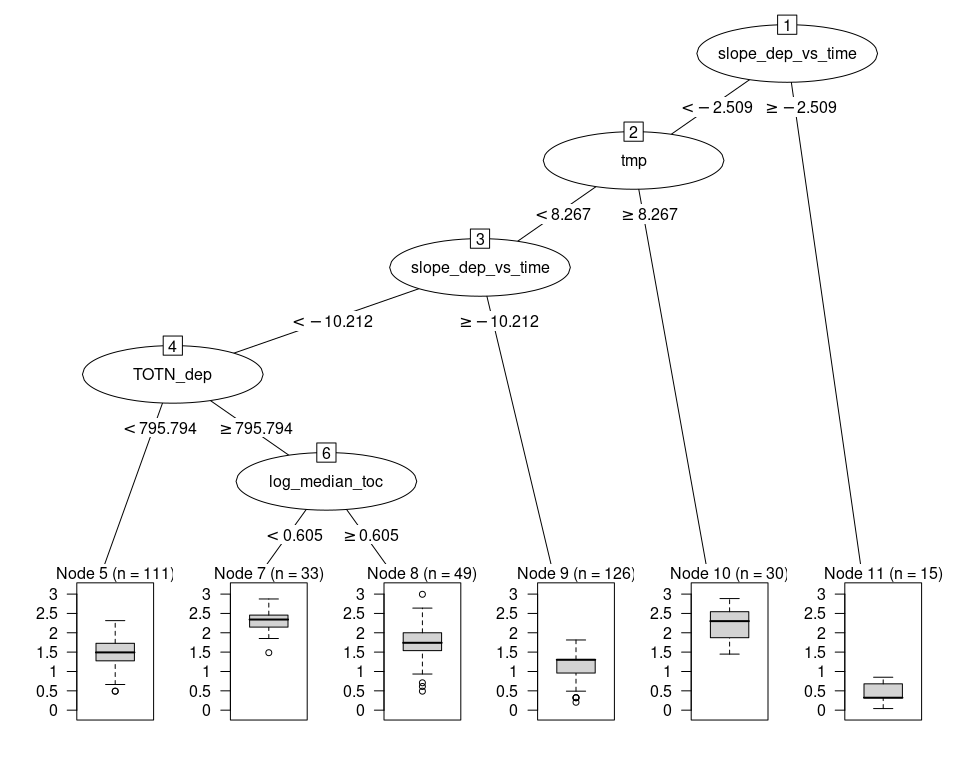 1
slope_dep_vs_time
< −2.509 ≥ −2.509
2
tmp
< 8.267 ≥ 8.267
3
slope_dep_vs_time
< −10.212 ≥ −10.212
4
TOTN_dep
< 795.794 ≥ 795.794
6
log_median_toc
< 0.605 ≥ 0.605
Node 5 (n = 111)
3
2.5
2
1.5
1
0.5
0
Node 7 (n = 33)
3
2.5
2
1.5
1
0.5
0
Node 8 (n = 49)
3
2.5
2
1.5
1
0.5
0
Node 9 (n = 126)
3
2.5
2
1.5
1
0.5
0
Node 10 (n = 30)
3
2.5
2
1.5
1
0.5
0
Node 11 (n = 15)
3
2.5
2
1.5
1
0.5
0